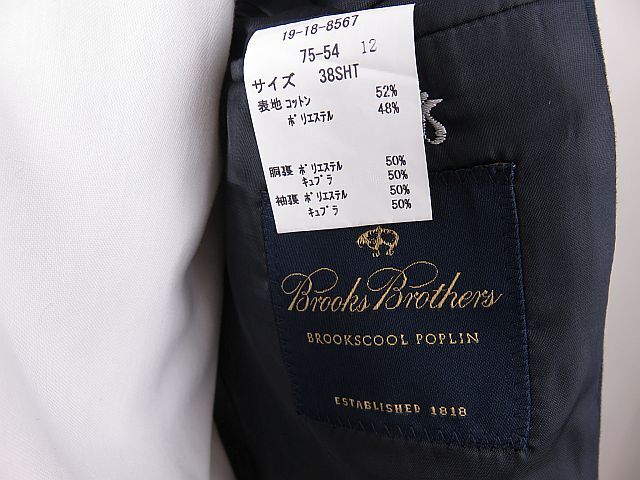 19-18-8567
75-54 12
サイズ 38SHT
表地 コットン 52%
ポリエステル 48%
胴裏 ポリエステル 50%
キュプラ 50%
袖裏 ポリエステル 50%
キュプラ 50%
Brooks Brothers
BROOKSCOOL POPLIN
ESTABLISHED 1818